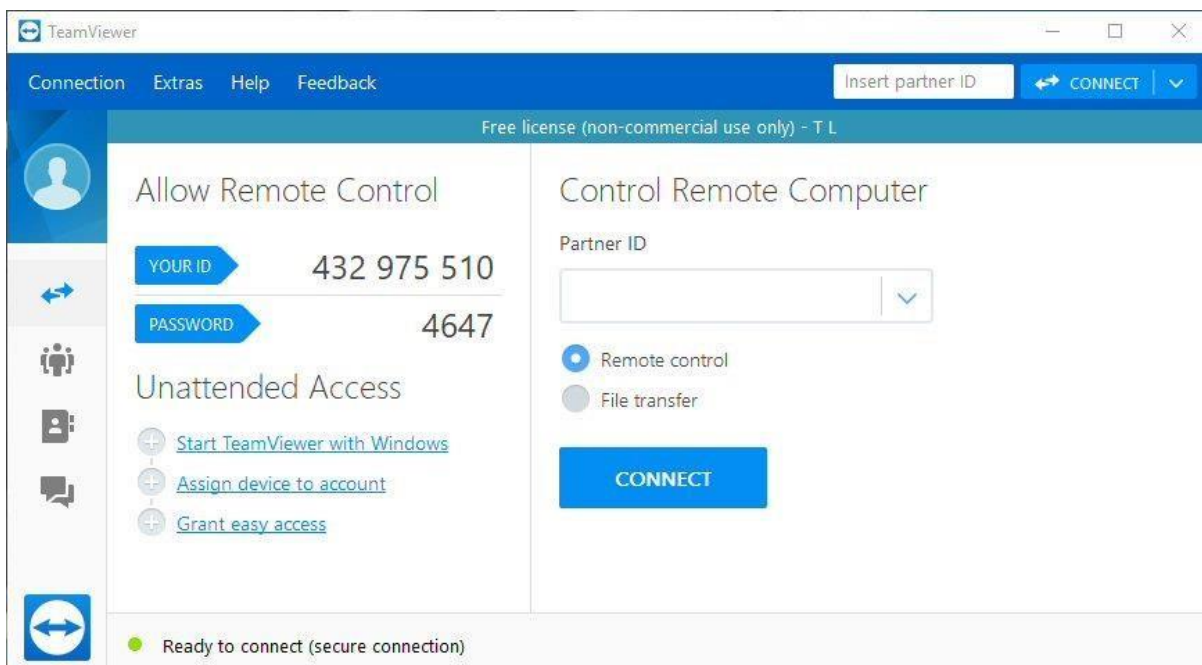 TeamViewer
Connection Extras Help Feedback Insert partner ID CONNECT
Free license (non-commercial use only) - T L
Allow Remote Control
YOUR ID 432 975 510
PASSWORD 4647
Unattended Access
Start TeamViewer with Windows
Assign device to account
Grant easy access
Control Remote Computer
Partner ID
Remote control
File transfer
CONNECT
Ready to connect (secure connection)